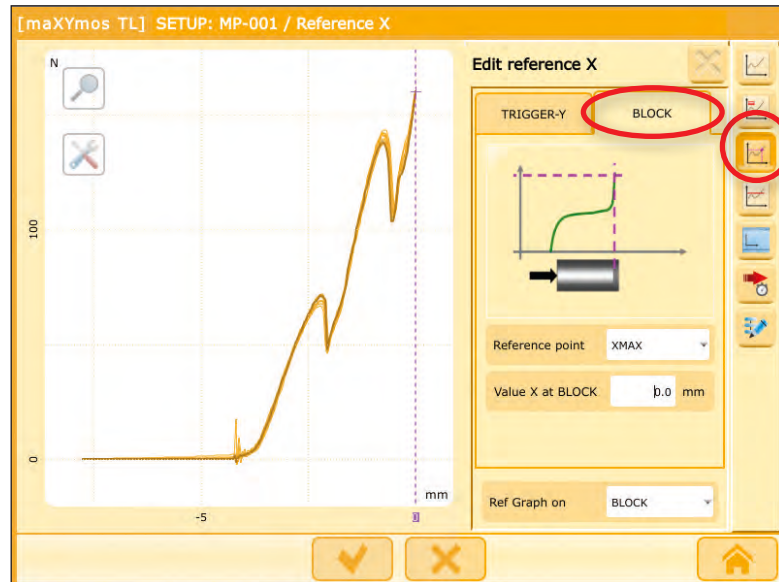 [maXYmos TL] SETUP: MP-001 / Reference X
N
100
0
-5
0
mm
Edit reference X
TRIGGER-Y
BLOCK
Reference point XMAX
Value X at BLOCK 0.0 mm
Ref Graph on BLOCK